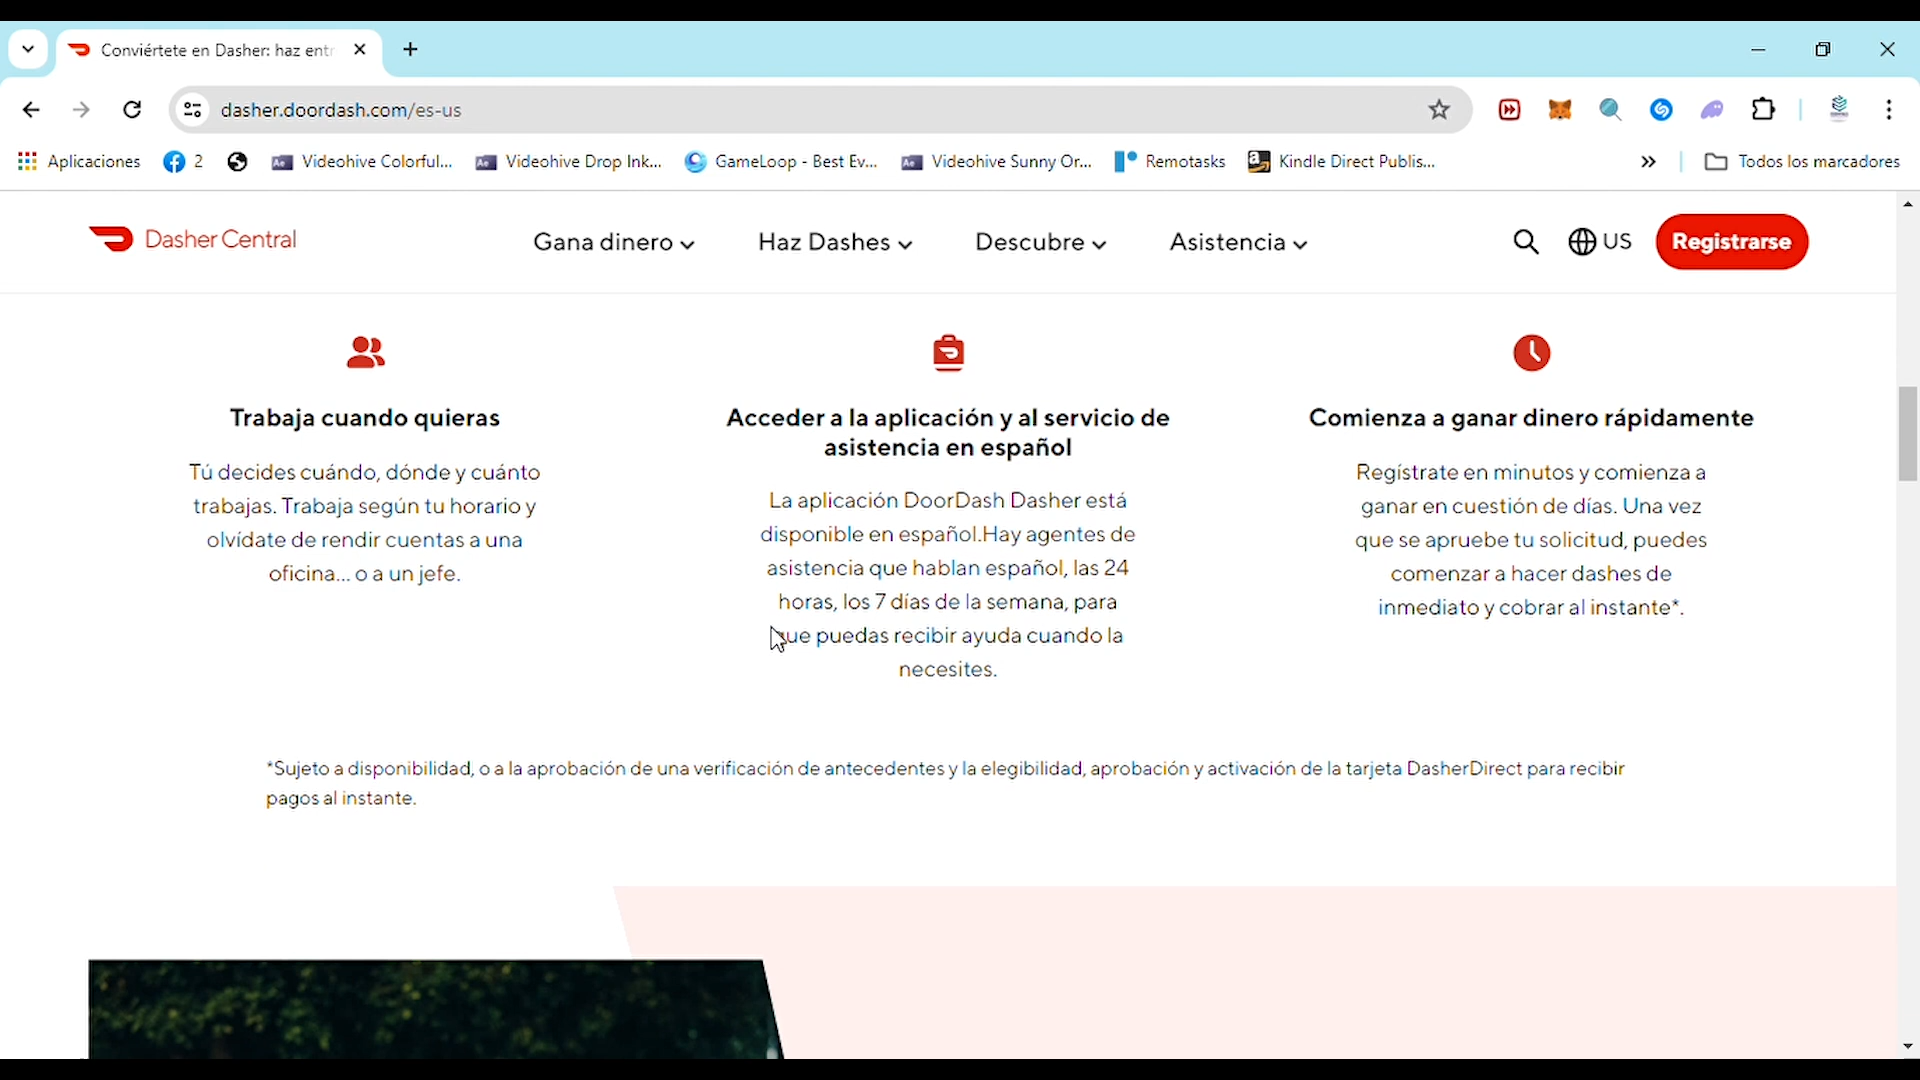 Conviértete en Dasher: haz entr
dasher.doordash.com/es-us
Aplicaciones
2
Ae Videohive Colorful...
Ae Videohive Drop Ink...
GameLoop - Best Ev...
Ae Videohive Sunny Or...
Remotasks
Kindle Direct Publis...
Todos los marcadores
Dasher Central
Gana dinero
Haz Dashes
Descubre
Asistencia
US
Registrarse
Trabaja cuando quieras
Tú decides cuándo, dónde y cuánto
trabajas. Trabaja según tu horario y
olvídate de rendir cuentas a una
oficina... o a un jefe.
Acceder a la aplicación y al servicio de
asistencia en español
La aplicación DoorDash Dasher está
disponible en español.Hay agentes de
asistencia que hablan español, las 24
horas, los 7 días de la semana, para
que puedas recibir ayuda cuando la
necesites.
Comienza a ganar dinero rápidamente
Regístrate en minutos y comienza a
ganar en cuestión de días. Una vez
que se apruebe tu solicitud, puedes
comenzar a hacer dashes de
inmediato y cobrar al instante*.
*Sujeto a disponibilidad, o a la aprobación de una verificación de antecedentes y la elegibilidad, aprobación y activación de la tarjeta DasherDirect para recibir
pagos al instante.